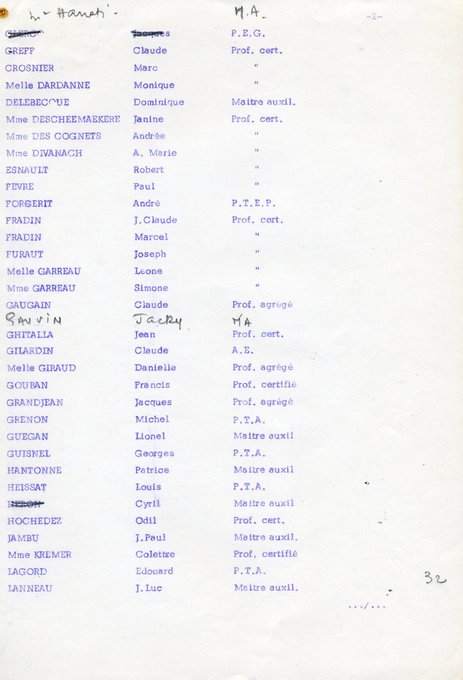 Mr M.A. -2-
CLERC Jacques P.E.G.
GREFF Claude Prof. cert.
CROSNIER Marc "
Melle DARDANNE Monique "
DELEBECQUE Dominique Maitre auxil.
Mme DESCHEEMAEKERE Janine Prof. cert.
Mme DES COGNETS Andrée "
Mme DIVANACH A. Marie "
ESNAULT Robert "
FEVRE Paul "
FORGERIT André P.T.E.P.
FRADIN J.Claude Prof. cert.
FRADIN Marcel "
FURAUT Joseph "
Melle GARREAU Léone "
Mme GARREAU Simone "
GAUGAIN Claude Prof. agrégé
GAUVIN Jacky MA
GHITALLA Jean Prof. cert.
GILARDIN Claude A.E.
Melle GIRAUD Danielle Prof. agrégé
GOUBAN Francis Prof. certifié
GRANDJEAN Jacques Prof. agrégé
GRENON Michel P.T.A.
GUEGAN Lionel Maitre auxil
GUISNEL Georges P.T.A.
HANTONNE Patrice Maitre auxil
HEISSAT Louis P.T.A.
HERON Cyril Maitre auxil
HOCHEDEZ Odil Prof. cert.
JAMBU J.Paul Maitre auxil.
Mme KREMER Colettre Prof. certifié
LAGORD Edouard P.T.A. 32
LANNEAU J.Luc Maitre auxil.
.../...